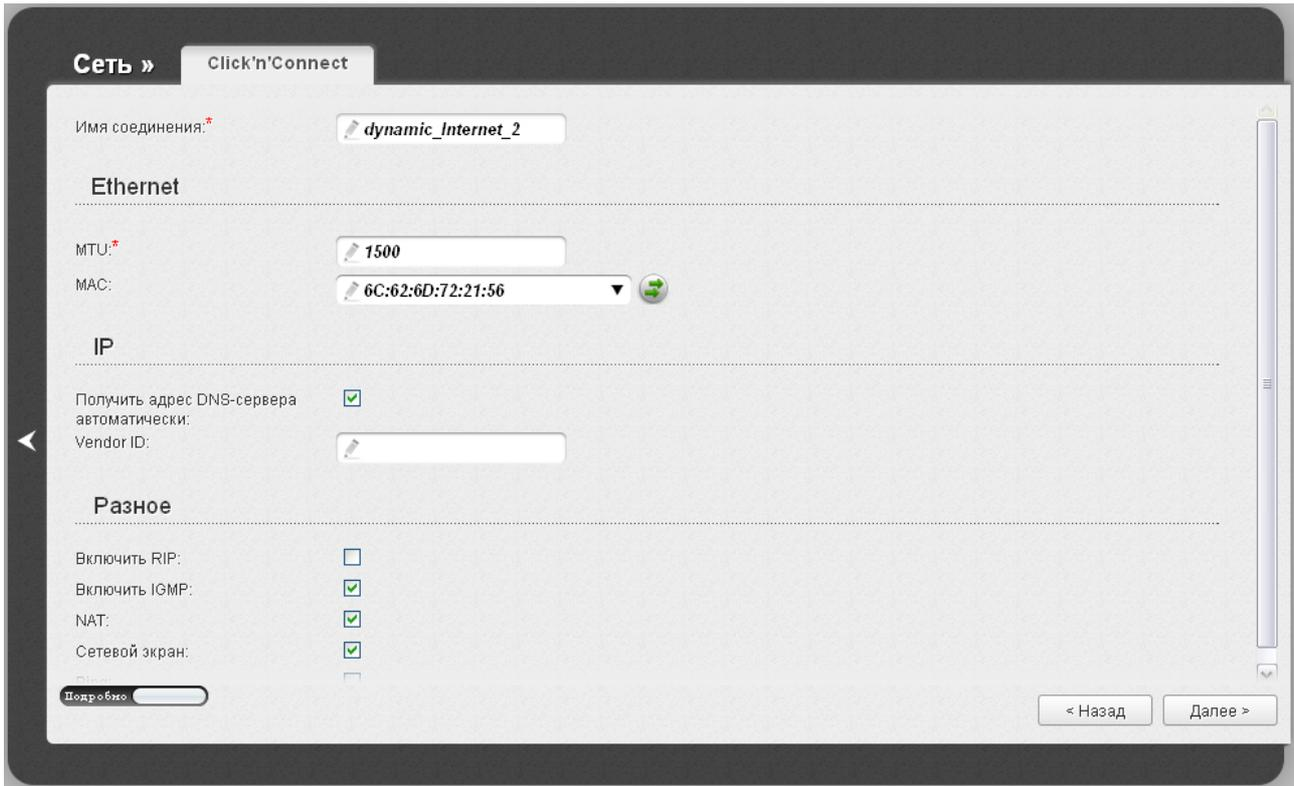 Сеть »
Click'n'Connect
Имя соединения:*
dynamic_Internet_2
Ethernet
MTU:*
1500
MAC:
6C:62:6D:72:21:56
IP
Получить адрес DNS-сервера
автоматически:
Vendor ID:
Разное
Включить RIP:
Включить IGMP:
NAT:
Сетевой экран:
Ping:
Подробно
< Назад
Далее >